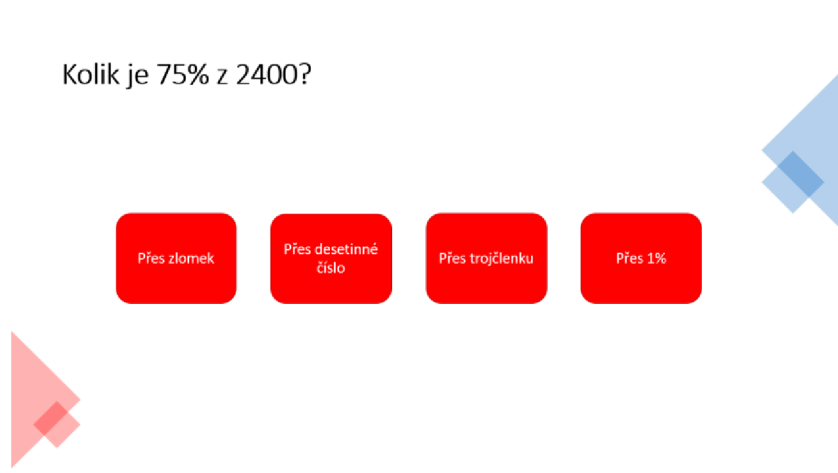 Kolik je 75% z 2400?
Přes zlomek
Přes desetinné
číslo
Přes trojčlenku
Přes 1%